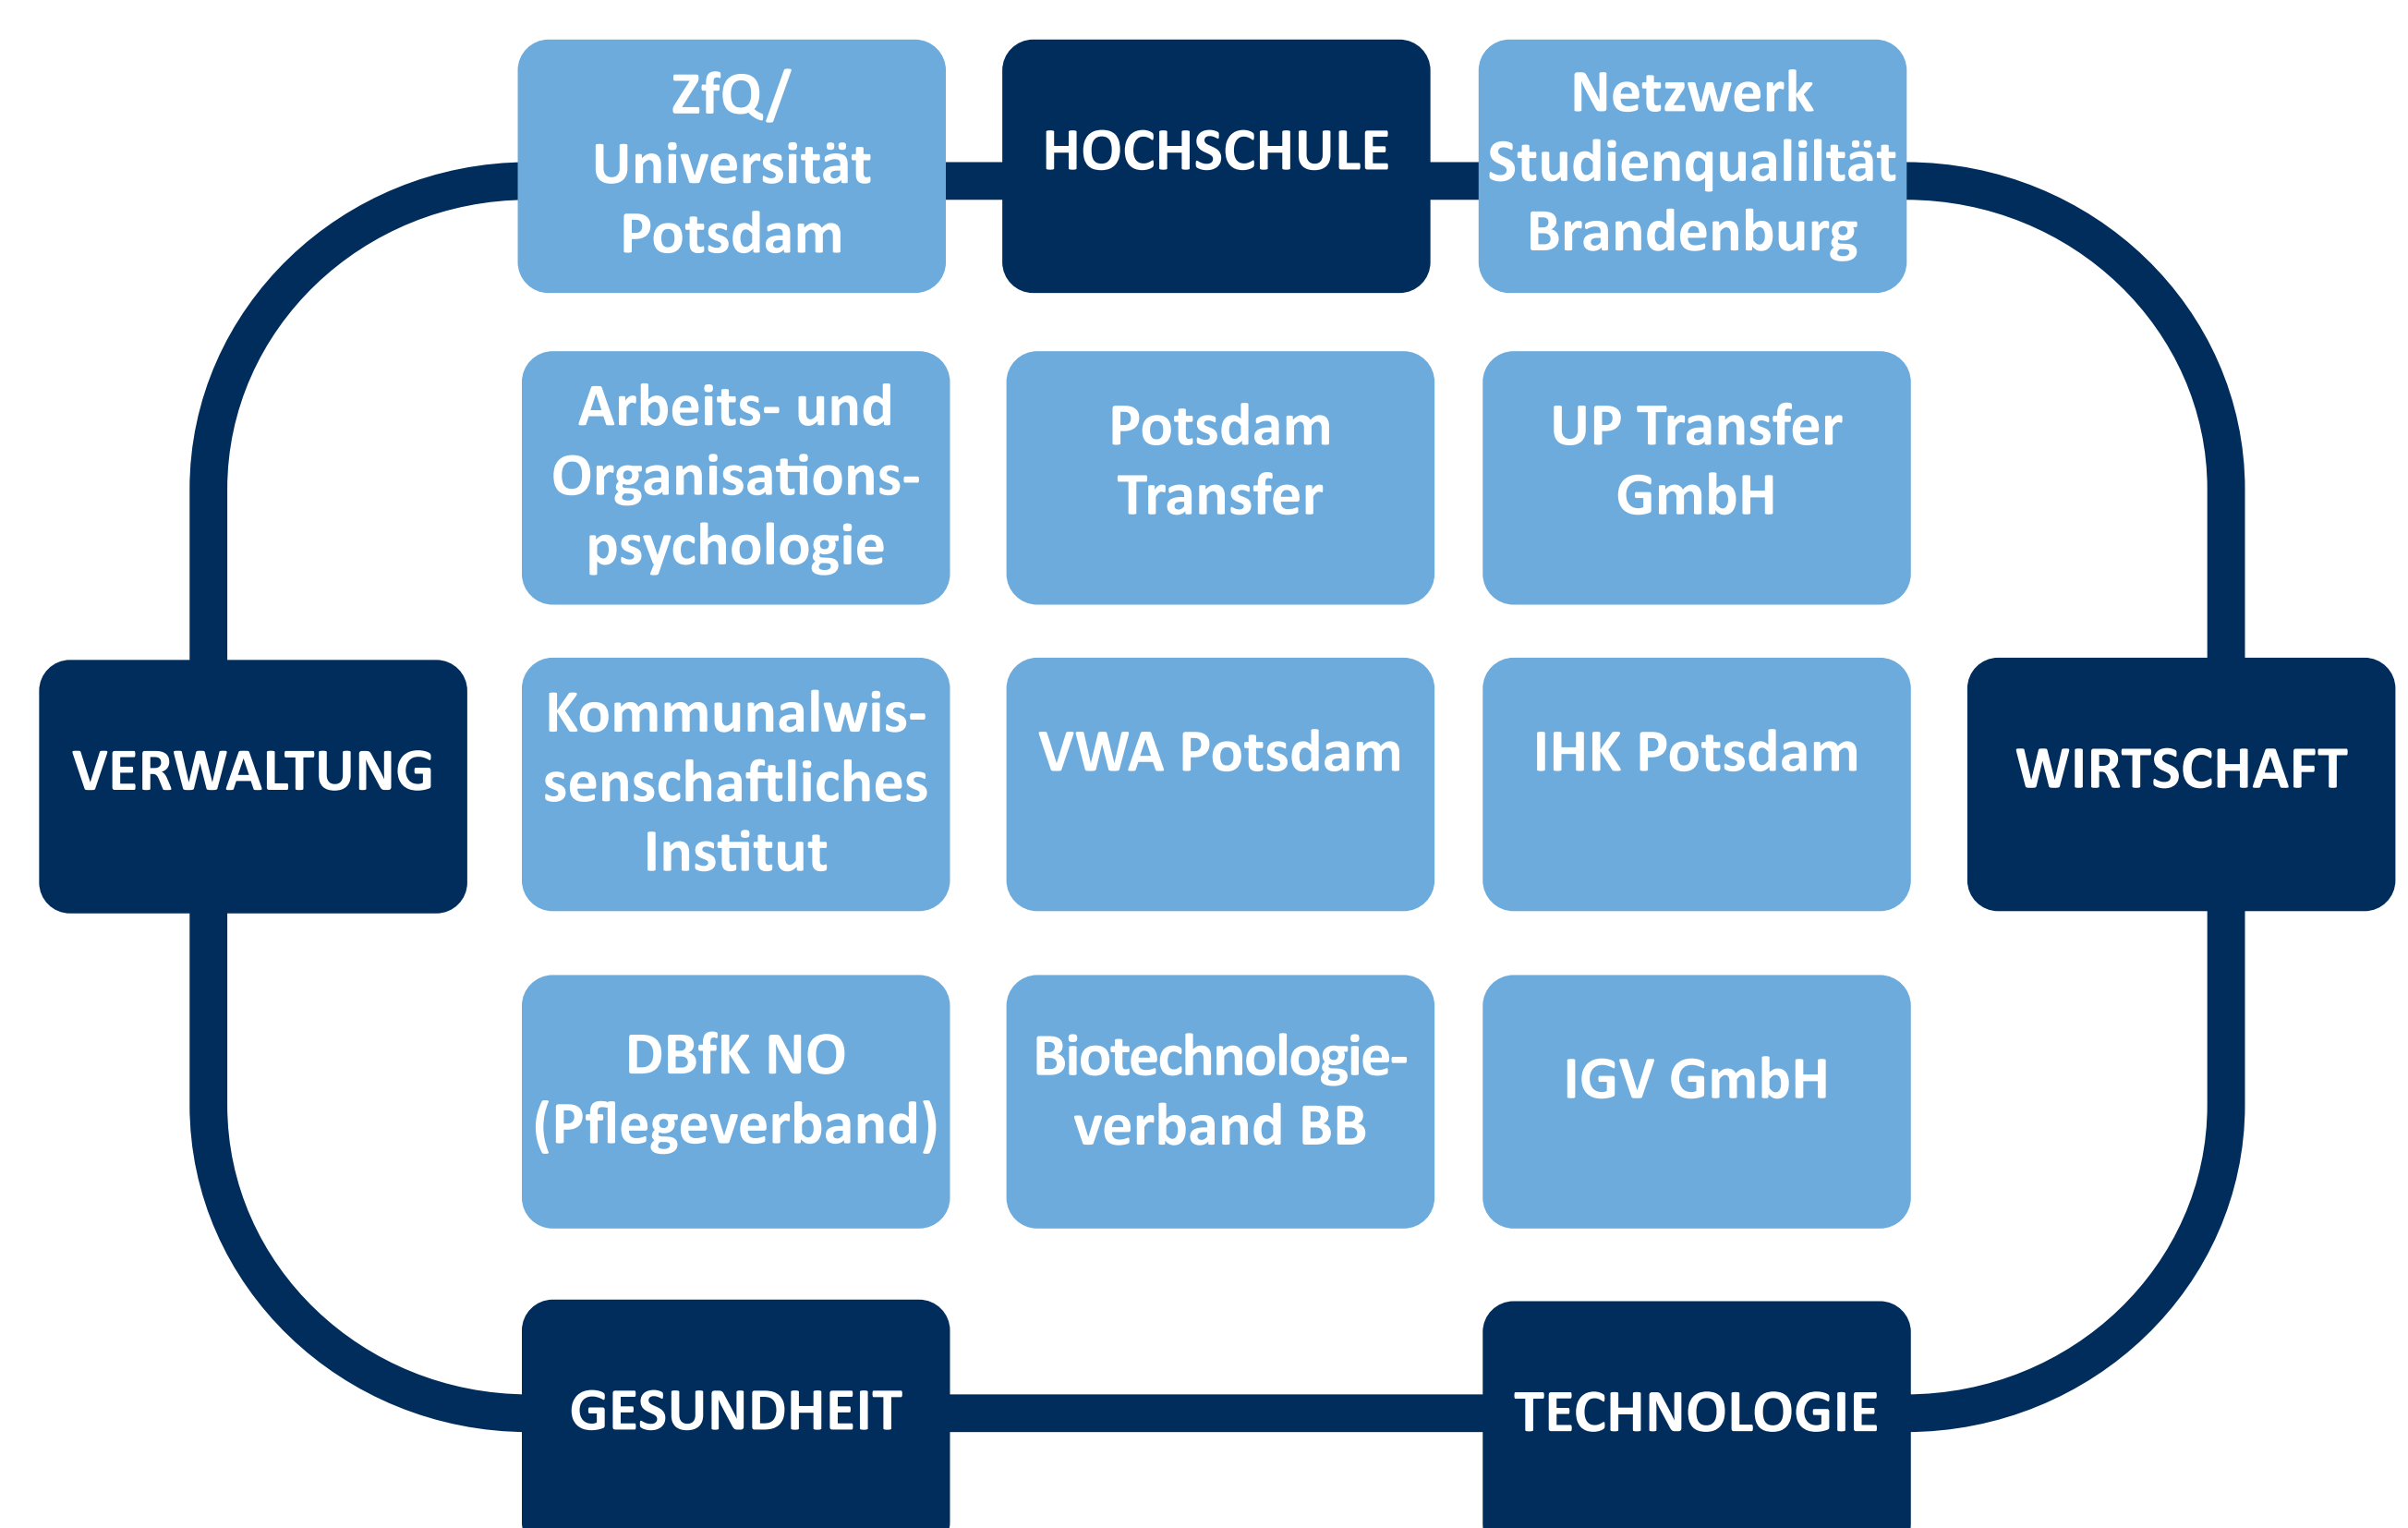 ZfQ/
Universität
Potsdam
HOCHSCHULE
Netzwerk
Studienqualilität
Brandenburg
Arbeits- und
Organisations-
psychologie
Potsdam
Transfer
UP Transfer
GmbH
VERWALTUNG
Kommunalwis-
senschaftliches
Institut
VWA Potsdam
IHK Potsdam
WIRTSCHAFT
DBfK NO
(Pflegeverband)
Biotechnologie-
verband BB
IGV GmbH
GESUNDHEIT
TECHNOLOGIE